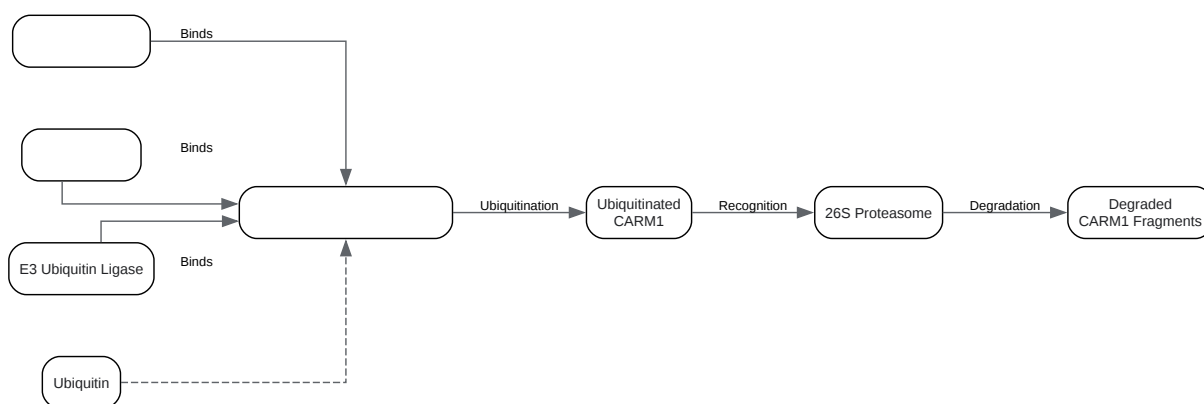 Binds
Binds
Ubiquitination
Ubiquitinated
CARM1
Recognition
26S Proteasome
Degradation
Degraded
CARM1 Fragments
E3 Ubiquitin Ligase
Binds
Ubiquitin